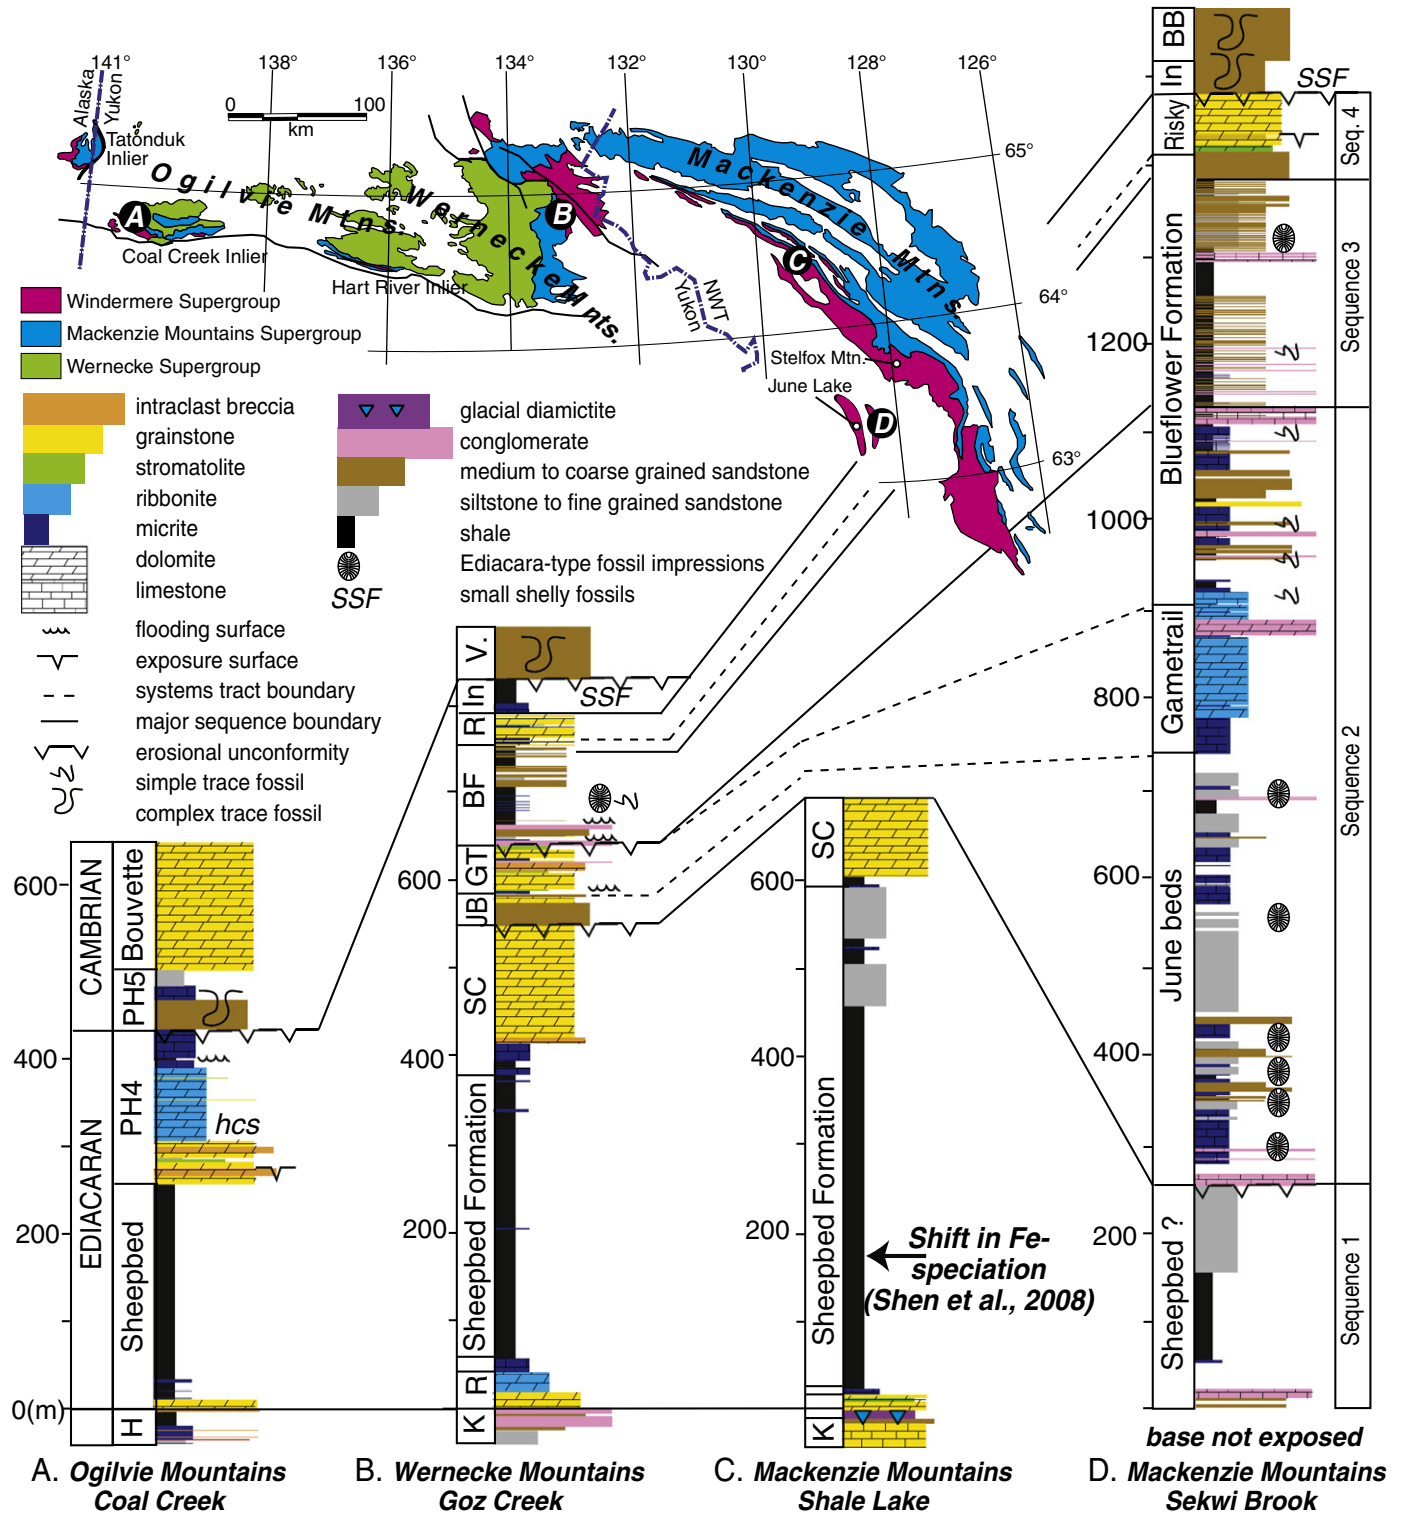 141°
138°
136°
134°
132°
130°
128°
126°
65°
64°
63°
Alaska
Yukon
0 100
km
Tatonduk
Inlier
Ogilvie Mtns.
Wernecke Mnts.
Mackenzie Mtns.
A
B
C
D
Coal Creek Inlier
Hart River Inlier
NWT
Yukon
Stelfox Mtn.
June Lake
Windermere Supergroup
Mackenzie Mountains Supergroup
Wernecke Supergroup
intraclast breccia
grainstone
stromatolite
ribbonite
micrite
dolomite
limestone
flooding surface
exposure surface
systems tract boundary
major sequence boundary
erosional unconformity
simple trace fossil
complex trace fossil
glacial diamictite
conglomerate
medium to coarse grained sandstone
siltstone to fine grained sandstone
shale
Ediacara-type fossil impressions
SSF small shelly fossils
600
400
200
0(m)
CAMBRIAN
EDIACARAN
Bouvette
PH5
PH4
Sheepbed
H
hcs
A. Ogilvie Mountains
Coal Creek
600
400
200
V.
In
R
BF
GT
JB
SC
Sheepbed Formation
R
K
SSF
B. Wernecke Mountains
Goz Creek
600
400
200
SC
Sheepbed Formation
K
Shift in Fe-
speciation
(Shen et al., 2008)
C. Mackenzie Mountains
Shale Lake
1200
1000
800
600
400
200
BB
In
Risky
Blueflower Formation
Gametrail
June beds
Sheepbed ?
SSF
Seq. 4
Sequence 3
Sequence 2
Sequence 1
base not exposed
D. Mackenzie Mountains
Sekwi Brook